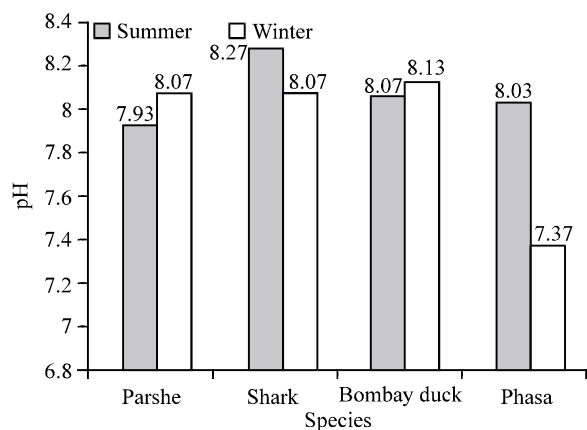 8.4
Summer Winter
8.27
8.2
8.07 8.07 8.13
7.93 8.03
8
7.8
pH
7.6
7.4
7.37
7.2
7
6.8
Parshe Shark Bombay duck Phasa
Species